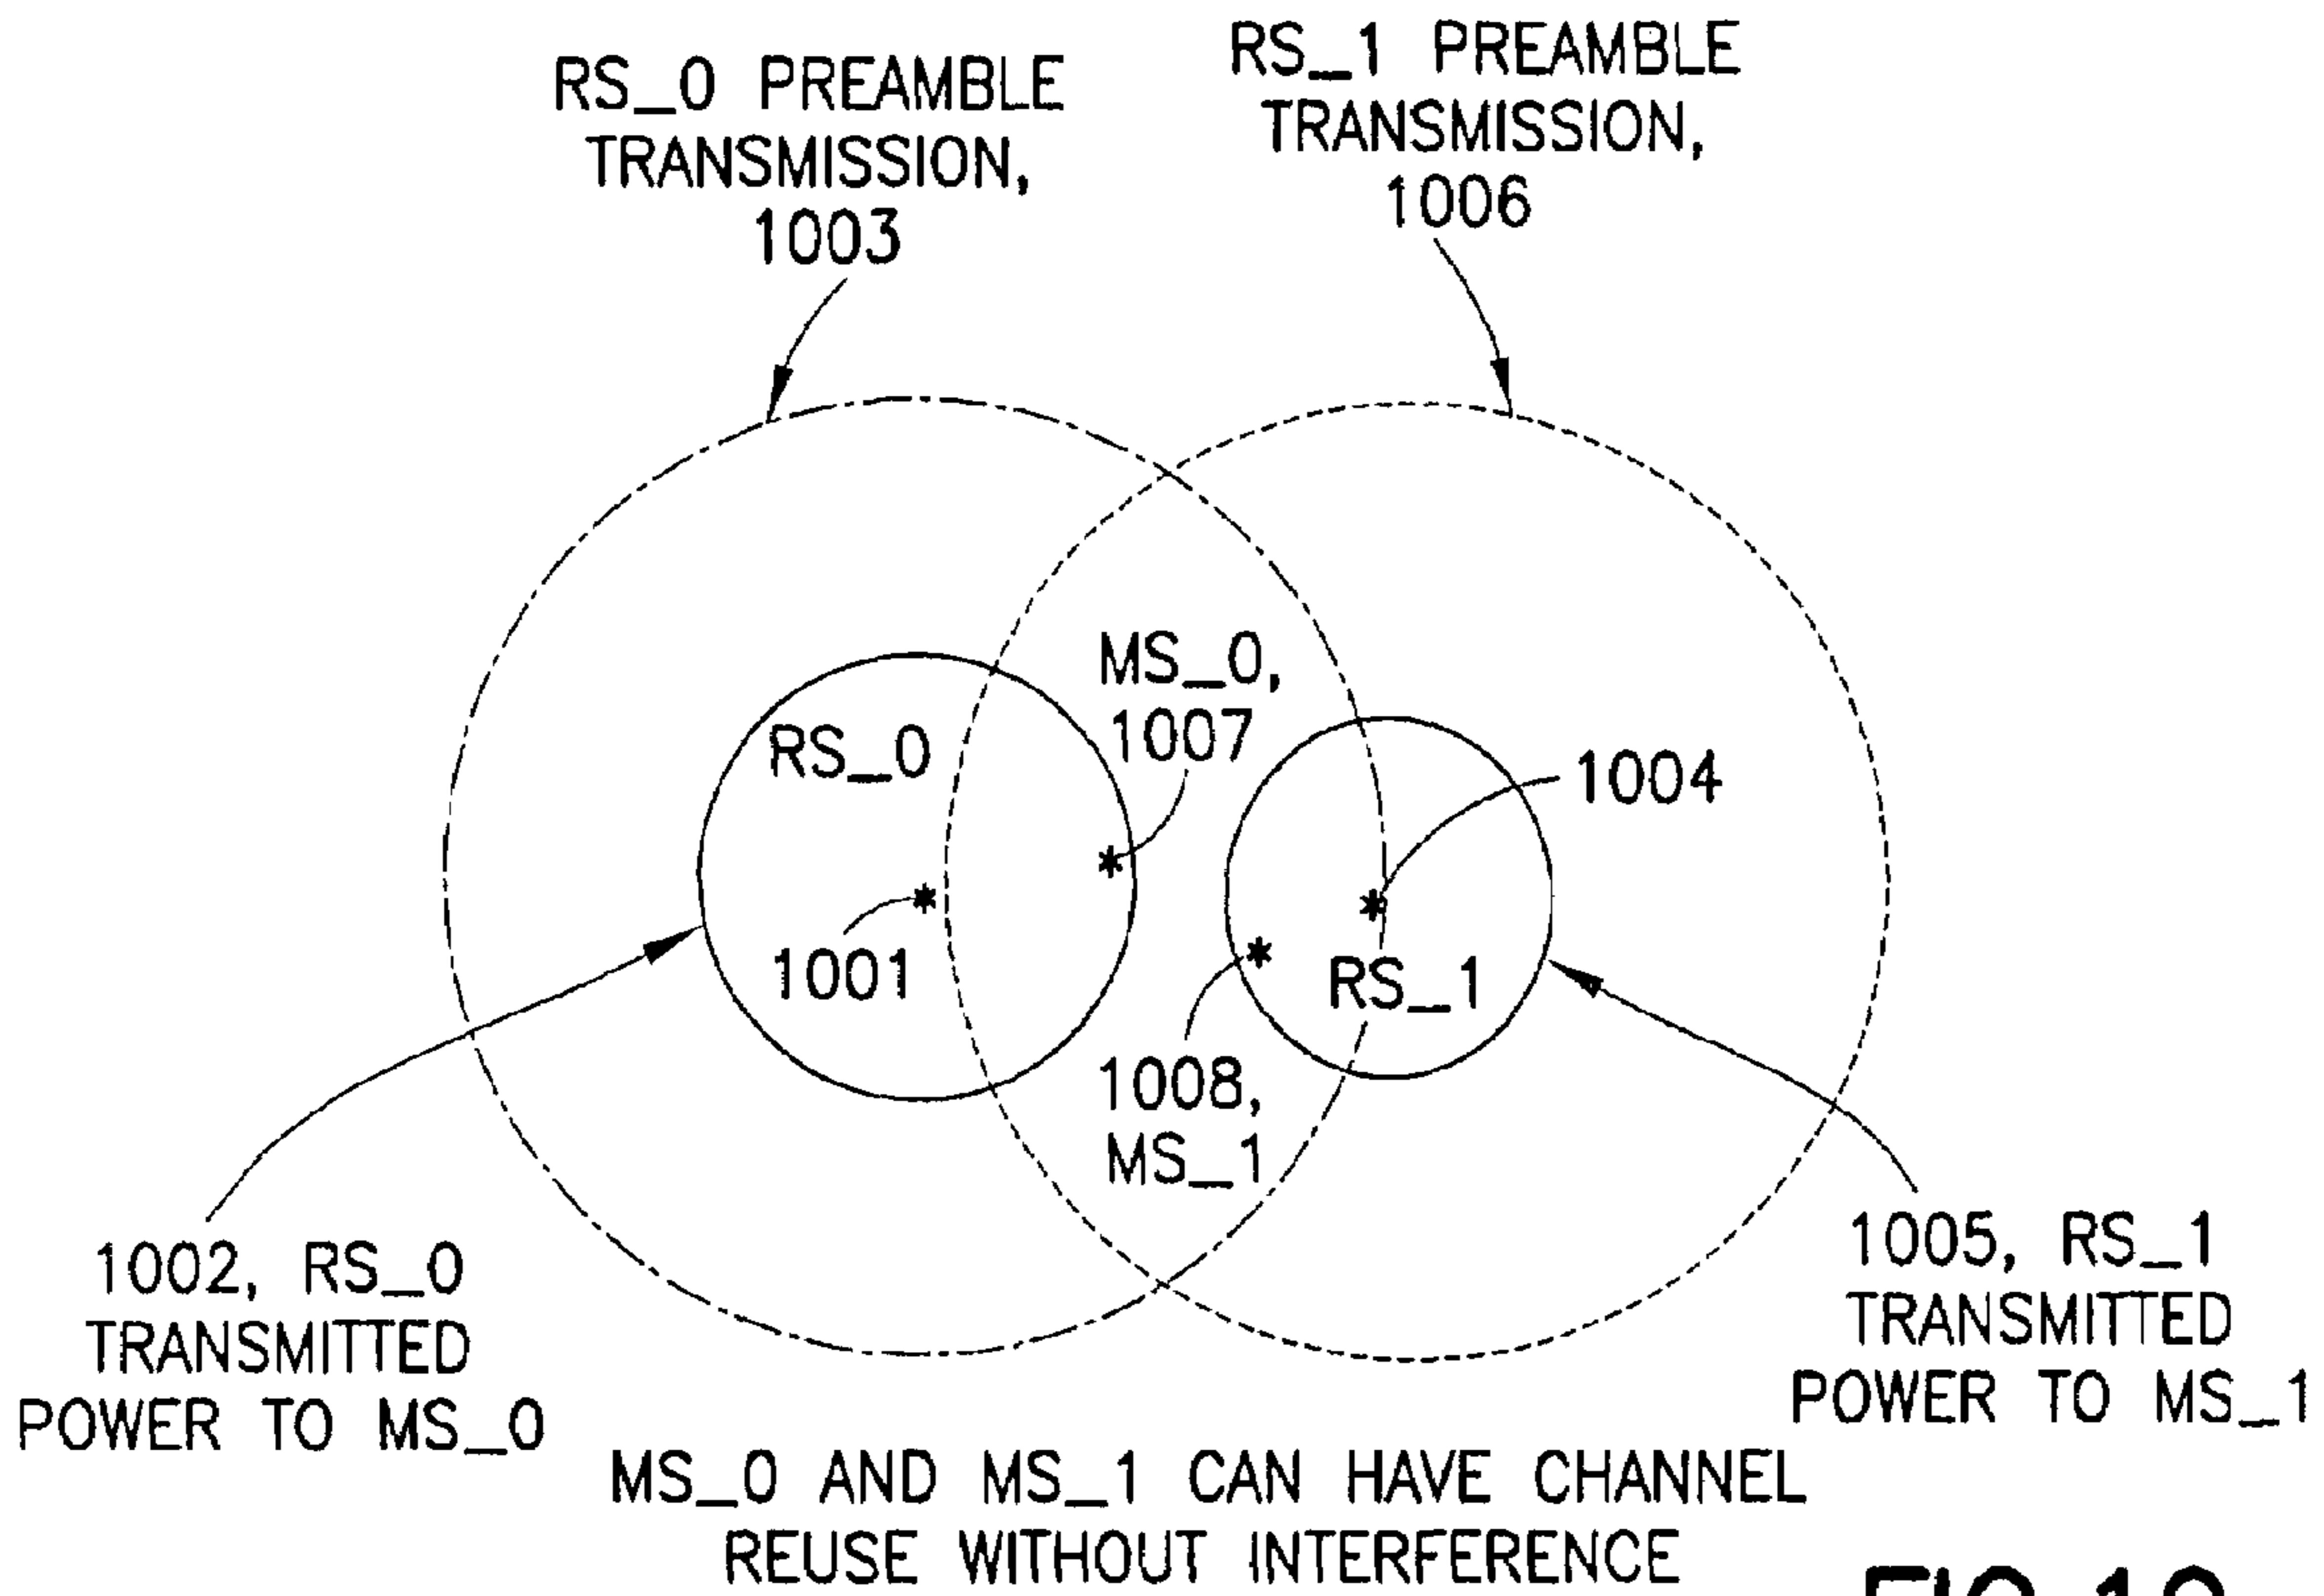 RS_0 PREAMBLE
TRANSMISSION,
1003
RS_1 PREAMBLE
TRANSMISSION,
1006
MS_0,
1007
RS_0
1004
1001
RS_1
1008,
MS_1
1002, RS_0
TRANSMITTED
POWER TO MS_0
1005, RS_1
TRANSMITTED
POWER TO MS_1
MS_0 AND MS_1 CAN HAVE CHANNEL
REUSE WITHOUT INTERFERENCE